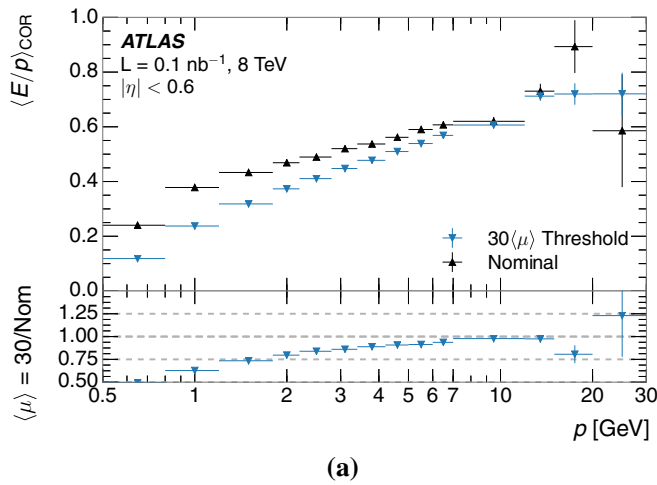 1.0
0.8
0.6
0.4
0.2
0.0
⟨E/p⟩COR
ATLAS
L = 0.1 nb−1, 8 TeV
|η| < 0.6
30⟨μ⟩ Threshold
Nominal
1.25
1.00
0.75
0.50
⟨μ⟩ = 30/Nom
0.5 1 2 3 4 5 6 7 10 20 30
p [GeV]
(a)